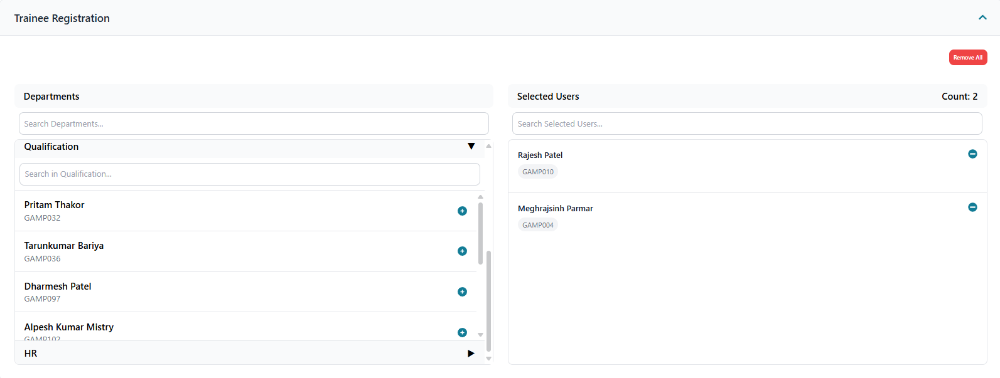 Trainee Registration
Remove All
Departments
Search Departments...
Qualification
Search in Qualification...
Pritam Thakor
GAMP032
Tarunkumar Bariya
GAMP036
Dharmesh Patel
GAMP097
Alpesh Kumar Mistry
GAMP102
HR
Selected Users
Count: 2
Search Selected Users...
Rajesh Patel
GAMP010
Meghrajsinh Parmar
GAMP004